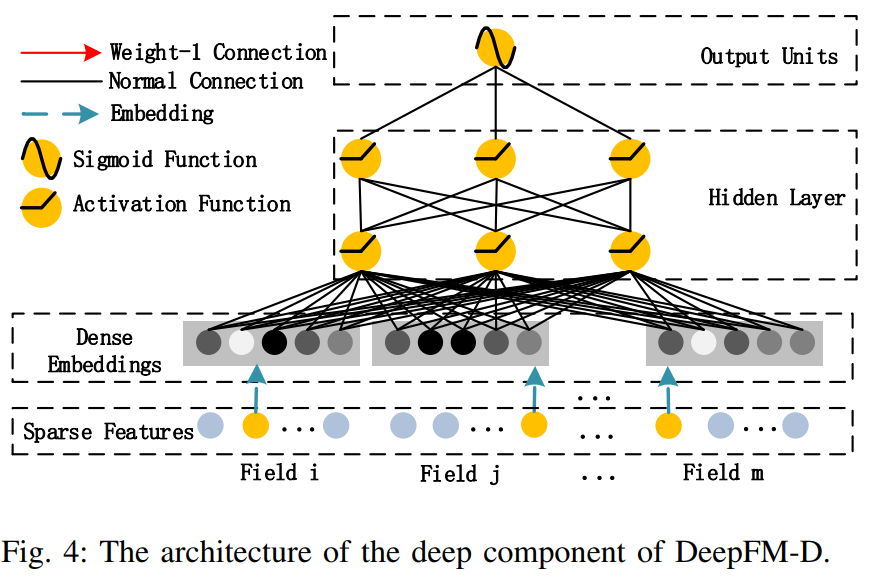 Weight-1 Connection
Normal Connection
Embedding
Sigmoid Function
Activation Function
Output Units
Hidden Layer
Dense
Embeddings
...
Sparse Features
...
...
...
...
Field i
Field j
...
Field m
Fig. 4: The architecture of the deep component of DeepFM-D.